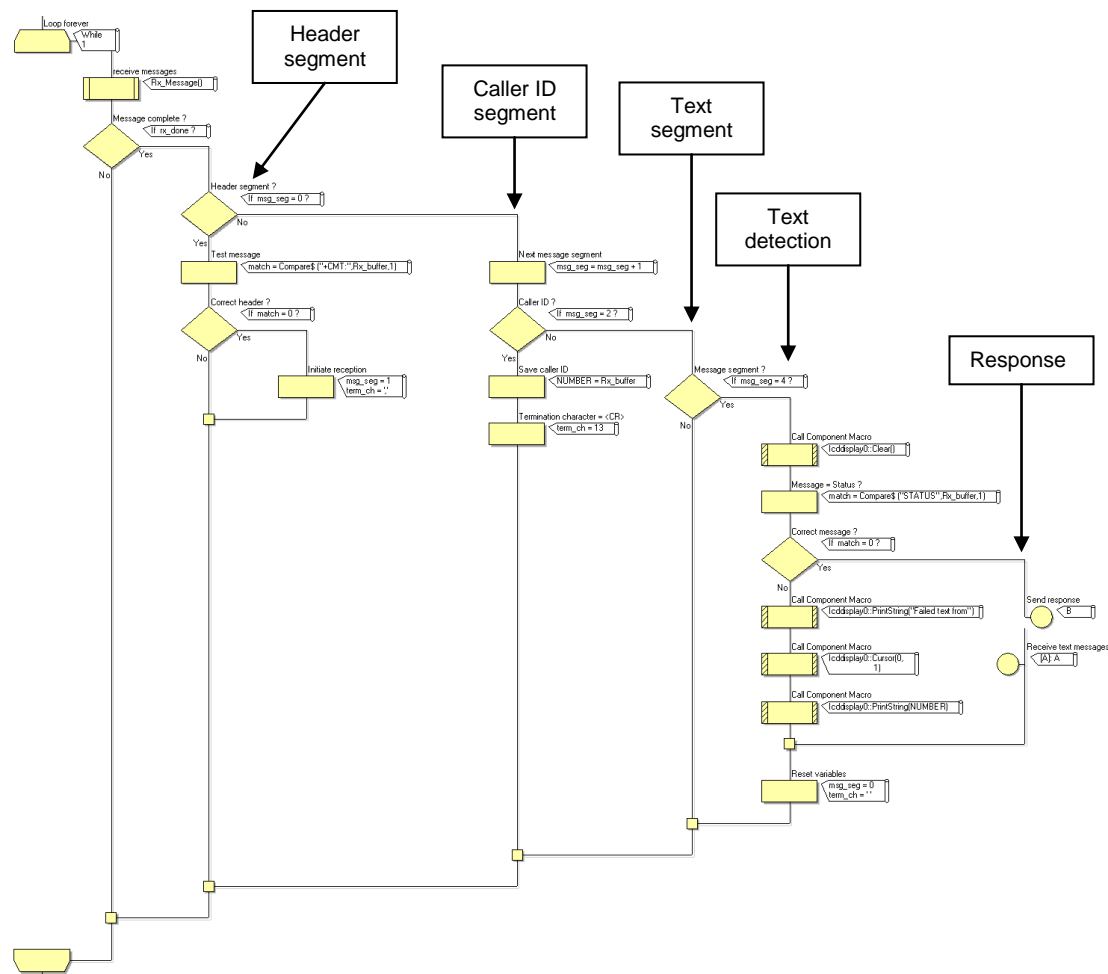 Loop forever
While
1
receive messages
Rx_Message()
Message complete ?
If rx_done ?
Yes
No
Header
segment
Header segment ?
If msg_seg = 0 ?
No
Yes
Test message
match = Compare$ ("+CMT:",Rx_buffer,1)
Correct header ?
If match = 0 ?
Yes
No
Initiate reception
msg_seg = 1
term_ch = ','
Caller ID
segment
Next message segment
msg_seg = msg_seg + 1
Caller ID ?
If msg_seg = 2 ?
No
Yes
Save caller ID
NUMBER = Rx_buffer
Termination character = <CR>
term_ch = 13
Text
segment
Message segment ?
If msg_seg = 4 ?
Yes
No
Text
detection
Call Component Macro
lcddisplay0::Clear()
Message = Status ?
match = Compare$ ("STATUS",Rx_buffer,1)
Correct message ?
If match = 0 ?
Yes
No
Call Component Macro
lcddisplay0::PrintString("Failed text from")
Call Component Macro
lcddisplay0::Cursor(0,
1)
Call Component Macro
lcddisplay0::PrintString(NUMBER)
Response
Send response
B
Receive text messages
[A]: A
Reset variables
msg_seg = 0
term_ch = ' '